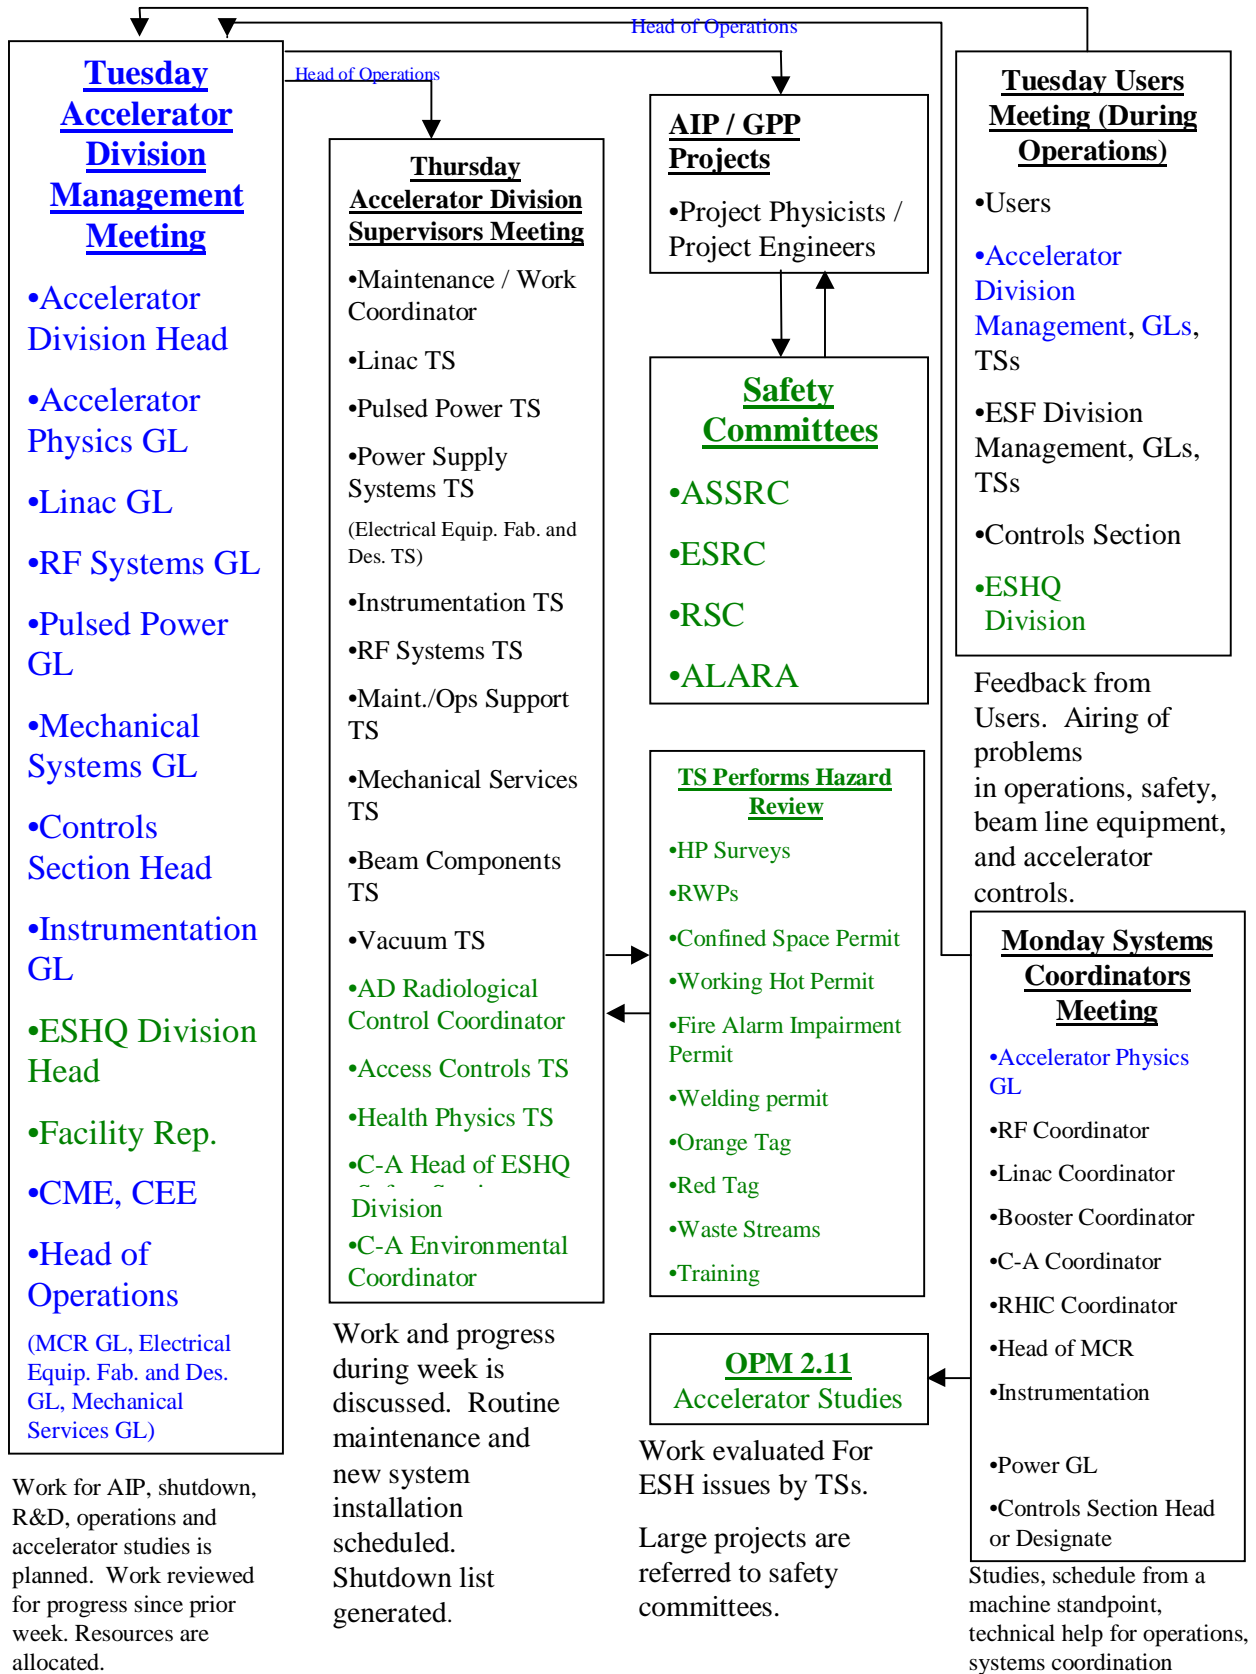 Head of Operations
Head of Operations
Tuesday
Accelerator
Division
Management
Meeting
•Accelerator
Division Head
•Accelerator
Physics GL
•Linac GL
•RF Systems GL
•Pulsed Power
GL
•Mechanical
Systems GL
•Controls
Section Head
•Instrumentation
GL
•ESHQ Division
Head
•Facility Rep.
•CME, CEE
•Head of
Operations
(MCR GL, Electrical
Equip. Fab. and Des.
GL, Mechanical
Services GL)
Work for AIP, shutdown,
R&D, operations and
accelerator studies is
planned.  Work reviewed
for progress since prior
week. Resources are
allocated.
Thursday
Accelerator Division
Supervisors Meeting
•Maintenance / Work
Coordinator
•Linac TS
•Pulsed Power TS
•Power Supply
Systems TS
(Electrical Equip. Fab. and
Des. TS)
•Instrumentation TS
•RF Systems TS
•Maint./Ops Support
TS
•Mechanical Services
TS
•Beam Components
TS
•Vacuum TS
•AD Radiological
Control Coordinator
•Access Controls TS
•Health Physics TS
•C-A Head of ESHQ
Division
•C-A Environmental
Coordinator
Work and progress
during week is
discussed.  Routine
maintenance and
new system
installation
scheduled.
Shutdown list
generated.
AIP / GPP
Projects
•Project Physicists /
Project Engineers
Safety
Committees
•ASSRC
•ESRC
•RSC
•ALARA
TS Performs Hazard
Review
•HP Surveys
•RWPs
•Confined Space Permit
•Working Hot Permit
•Fire Alarm Impairment
Permit
•Welding permit
•Orange Tag
•Red Tag
•Waste Streams
•Training
OPM 2.11
Accelerator Studies
Work evaluated For
ESH issues by TSs.
Large projects are
referred to safety
committees.
Tuesday Users
Meeting (During
Operations)
•Users
•Accelerator
Division
Management, GLs,
TSs
•ESF Division
Management, GLs,
TSs
•Controls Section
•ESHQ
Division
Feedback from
Users.  Airing of
problems
in operations, safety,
beam line equipment,
and accelerator
controls.
Monday Systems
Coordinators
Meeting
•Accelerator Physics
GL
•RF Coordinator
•Linac Coordinator
•Booster Coordinator
•C-A Coordinator
•RHIC Coordinator
•Head of MCR
•Instrumentation
•Power GL
•Controls Section Head
or Designate
Studies, schedule from a
machine standpoint,
technical help for operations,
systems coordination